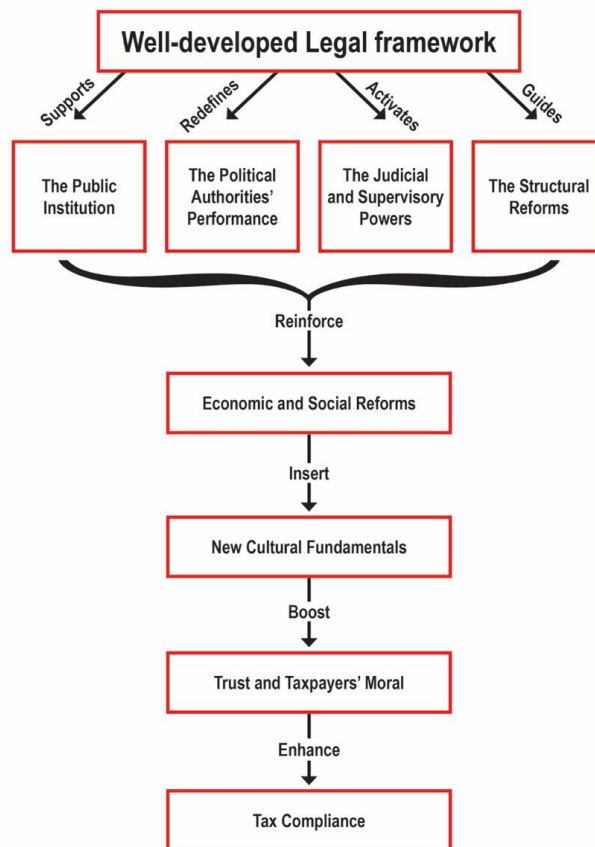 Well-developed Legal framework
Supports
Redefines
Activates
Guides
The Public
Institution
The Political
Authorities’
Performance
The Judicial
and Supervisory
Powers
The Structural
Reforms
Reinforce
Economic and Social Reforms
Insert
New Cultural Fundamentals
Boost
Trust and Taxpayers’ Moral
Enhance
Tax Compliance